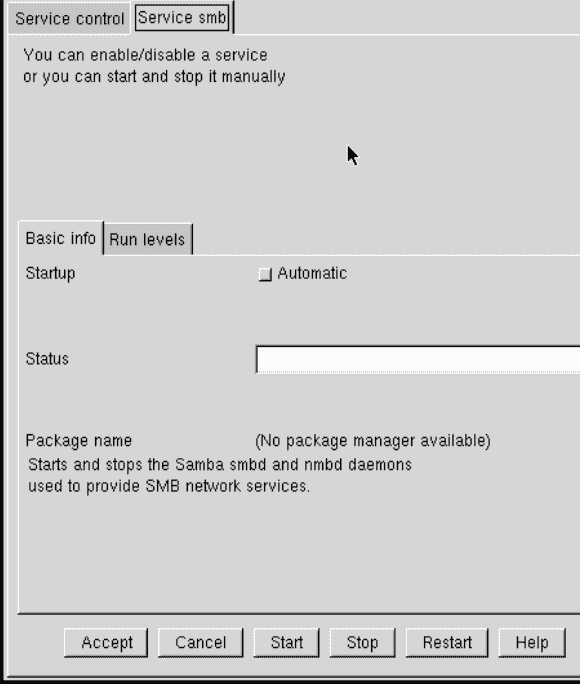 Service control Service smb
You can enable/disable a service
or you can start and stop it manually
Basic info Run levels
Startup Automatic
Status
Package name (No package manager available)
Starts and stops the Samba smbd and nmbd daemons
used to provide SMB network services.
Accept Cancel Start Stop Restart Help